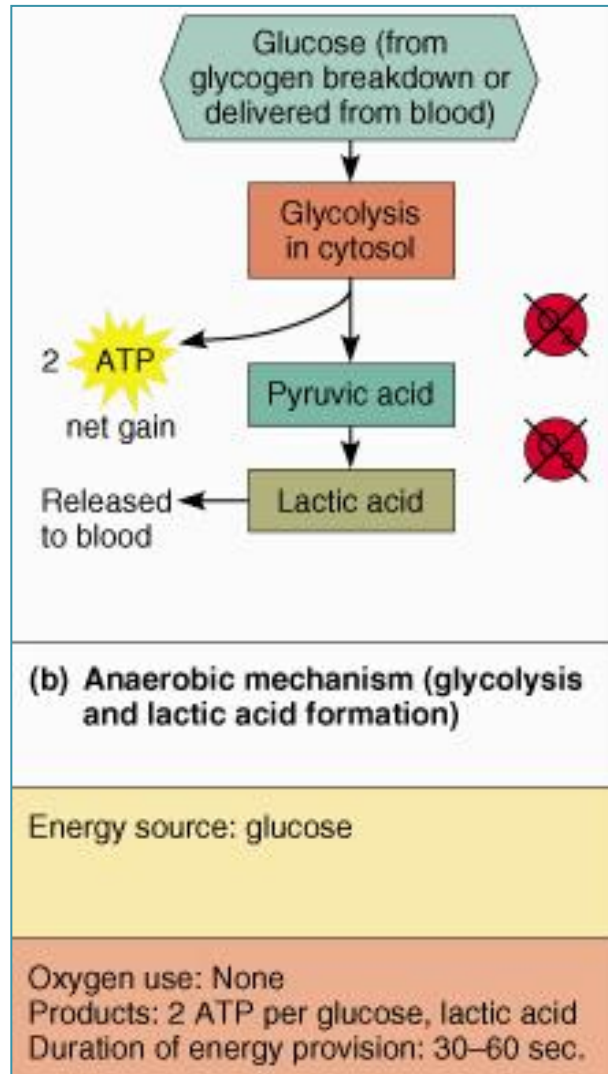 Glucose (from
glycogen breakdown or
delivered from blood)
Glycolysis
in cytosol
O2
2 ATP
net gain
Pyruvic acid
O2
Released
to blood
Lactic acid
(b) Anaerobic mechanism (glycolysis
and lactic acid formation)
Energy source: glucose
Oxygen use: None
Products: 2 ATP per glucose, lactic acid
Duration of energy provision: 30–60 sec.